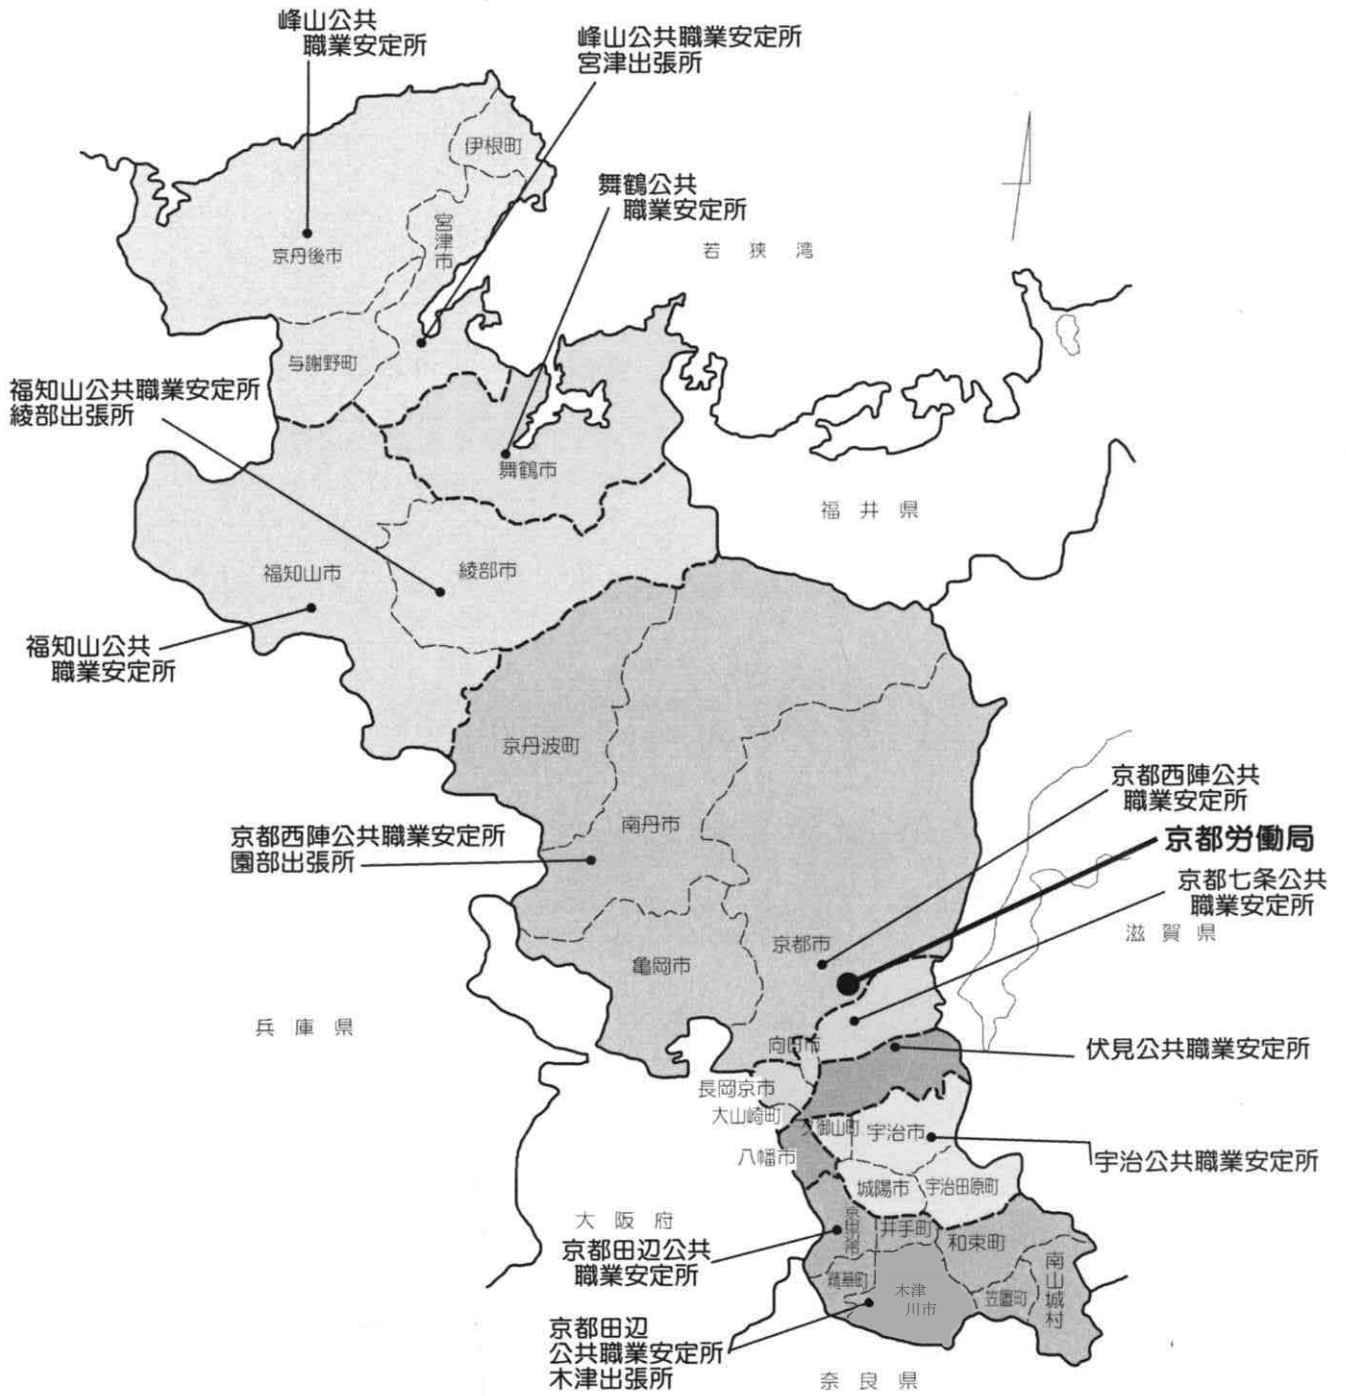 峰山公共
職業安定所
峰山公共職業安定所
宮津出張所
伊根町
舞鶴公共
職業安定所
宮津市
若狭湾
京丹後市
与謝野町
福知山公共職業安定所
綾部出張所
舞鶴市
福井県
福知山市
綾部市
福知山公共
職業安定所
京丹波町
京都西陣公共
職業安定所
南丹市
京都労働局
京都西陣公共職業安定所
園部出張所
京都七条公共
職業安定所
京都市
滋賀県
亀岡市
兵庫県
向日市
伏見公共職業安定所
長岡京市
大山崎町
久御山町
宇治市
八幡市
宇治公共職業安定所
城陽市
宇治田原町
大阪府
京田辺市
井手町
和束町
京都田辺公共
職業安定所
南山城村
精華町
木津
川市
笠置町
京都田辺
公共職業安定所
木津出張所
奈良県